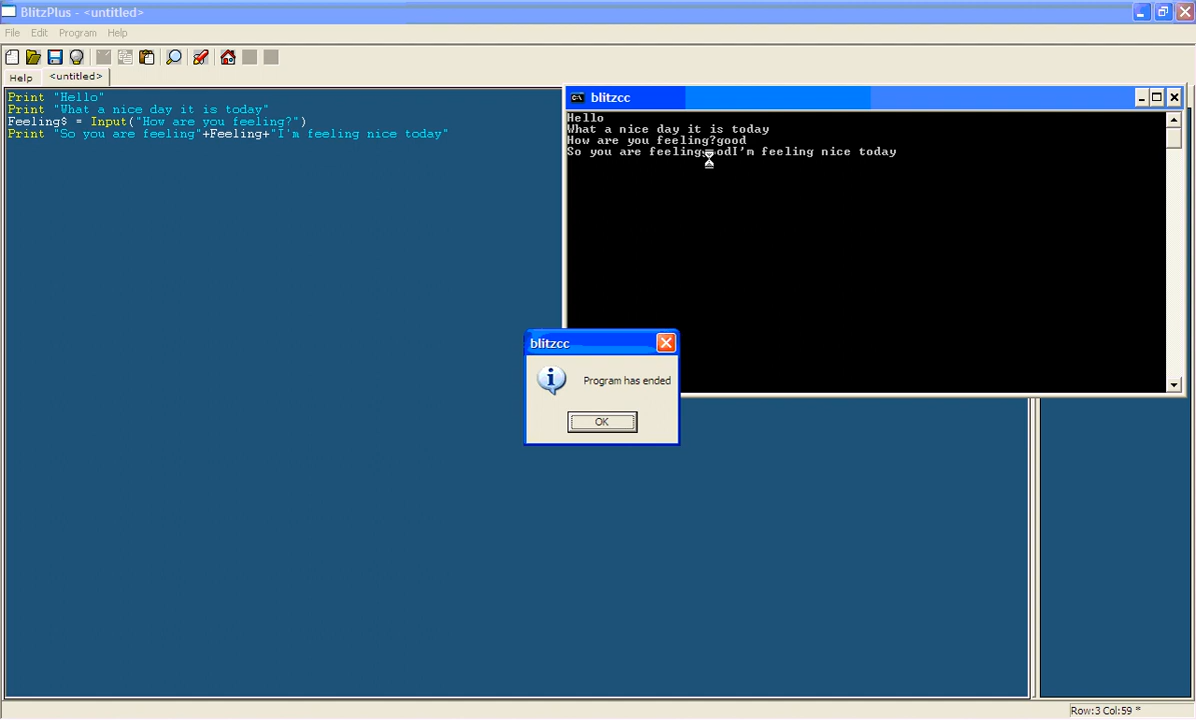 BlitzPlus - <untitled>
File Edit Program Help
Help <untitled>
Print "Hello"
Print "What a nice day it is today"
Feeling$ = Input("How are you feeling?")
Print "So you are feeling"+Feeling+"I'm feeling nice today"
blitzcc
Hello
What a nice day it is today
How are you feeling?good
So you are feelinggoodI'm feeling nice today
blitzcc
Program has ended
OK
Row:3 Col:59 *